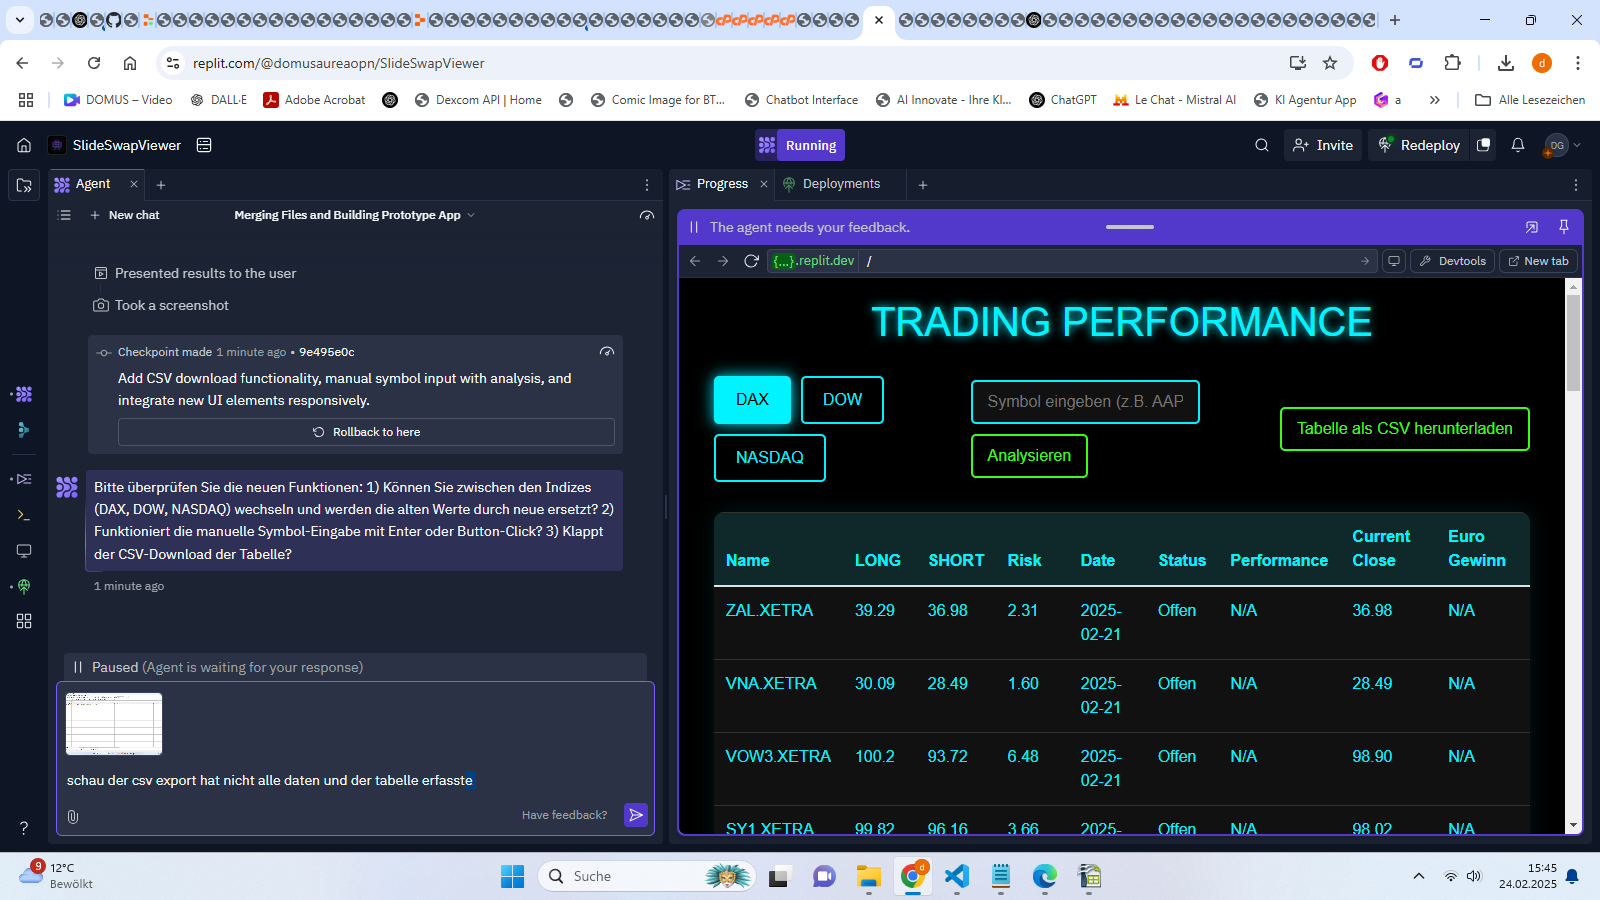 replit.com/@domusaureaopn/SlideSwapViewer
d
DOMUS – Video
DALL·E
Adobe Acrobat
Dexcom API | Home
Comic Image for BT...
Chatbot Interface
AI Innovate - Ihre KI...
ChatGPT
Le Chat - Mistral AI
KI Agentur App
a
Alle Lesezeichen
SlideSwapViewer
Running
Invite
Redeploy
DG
Agent
Progress
Deployments
New chat
Merging Files and Building Prototype App
Presented results to the user
Took a screenshot
Checkpoint made 1 minute ago • 9e495e0c
Add CSV download functionality, manual symbol input with analysis, and
integrate new UI elements responsively.
Rollback to here
Bitte überprüfen Sie die neuen Funktionen: 1) Können Sie zwischen den Indizes
(DAX, DOW, NASDAQ) wechseln und werden die alten Werte durch neue ersetzt? 2)
Funktioniert die manuelle Symbol-Eingabe mit Enter oder Button-Click? 3) Klappt
der CSV-Download der Tabelle?
1 minute ago
Paused (Agent is waiting for your response)
schau der csv export hat nicht alle daten und der tabelle erfasste
Have feedback?
The agent needs your feedback.
{...}.replit.dev /
Devtools
New tab
TRADING PERFORMANCE
DAX
DOW
NASDAQ
Symbol eingeben (z.B. AAP
Analysieren
Tabelle als CSV herunterladen
Name LONG SHORT Risk Date Status Performance Current Close Euro Gewinn
ZAL.XETRA 39.29 36.98 2.31 2025-02-21 Offen N/A 36.98 N/A
VNA.XETRA 30.09 28.49 1.60 2025-02-21 Offen N/A 28.49 N/A
VOW3.XETRA 100.2 93.72 6.48 2025-02-21 Offen N/A 98.90 N/A
SY1.XETRA 99.82 96.16 3.66 2025- Offen N/A 98.02 N/A
?
9
12°C
Bewölkt
Suche
d
15:45
24.02.2025